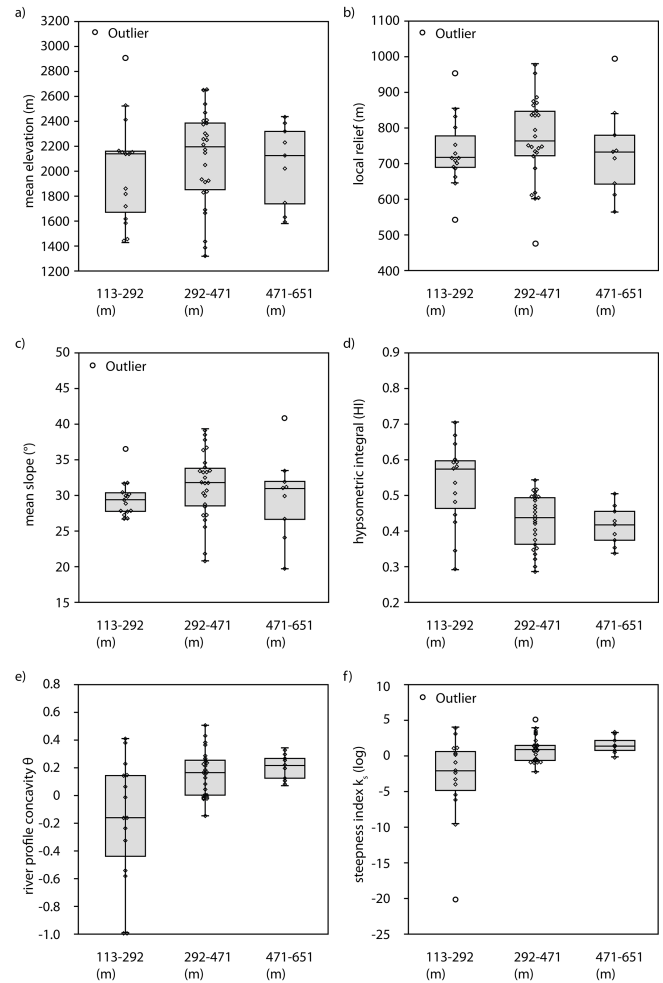 a)
3200
Outlier
3000
2800
2600
2400
2200
2000
1800
1600
1400
1200
mean elevation (m)
113-292 292-471 471-651
(m) (m) (m)
b)
1100
Outlier
1000
900
800
700
600
500
400
local relief (m)
113-292 292-471 471-651
(m) (m) (m)
c)
50
Outlier
45
40
35
30
25
20
15
mean slope (°)
113-292 292-471 471-651
(m) (m) (m)
d)
0.9
0.8
0.7
0.6
0.5
0.4
0.3
0.2
hypsometric integral (HI)
113-292 292-471 471-651
(m) (m) (m)
e)
0.8
0.6
0.4
0.2
0
-0.2
-0.4
-0.6
-0.8
-1.0
river profile concavity θ
113-292 292-471 471-651
(m) (m) (m)
f)
10
Outlier
5
0
-5
-10
-15
-20
-25
steepness index ks (log)
113-292 292-471 471-651
(m) (m) (m)